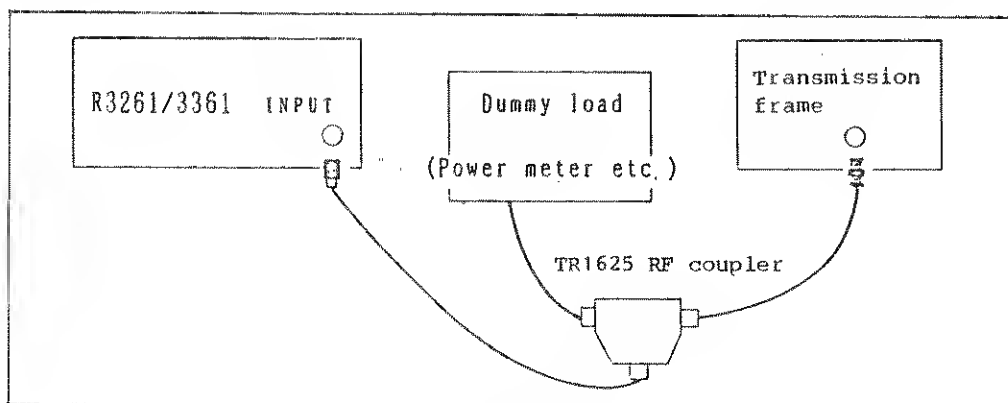 R3261/3361 INPUT
Dummy load
(Power meter etc.)
Transmission
frame
TR1625 RF coupler